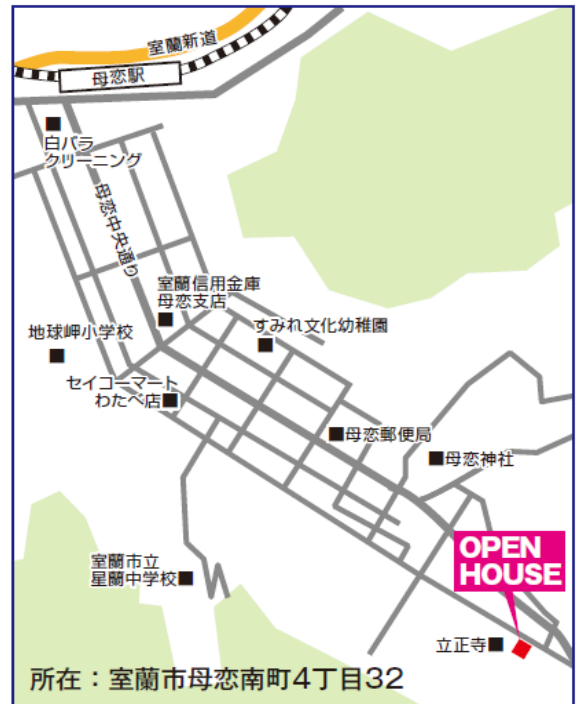 室蘭新道
母恋駅
白バラ
クリーニング
母恋中央通り
室蘭信用金庫
母恋支店
すみれ文化幼稚園
地球岬小学校
セイコーマート
わたべ店
母恋郵便局
母恋神社
室蘭市立
星蘭中学校
OPEN
HOUSE
立正寺
所在：室蘭市母恋南町4丁目32